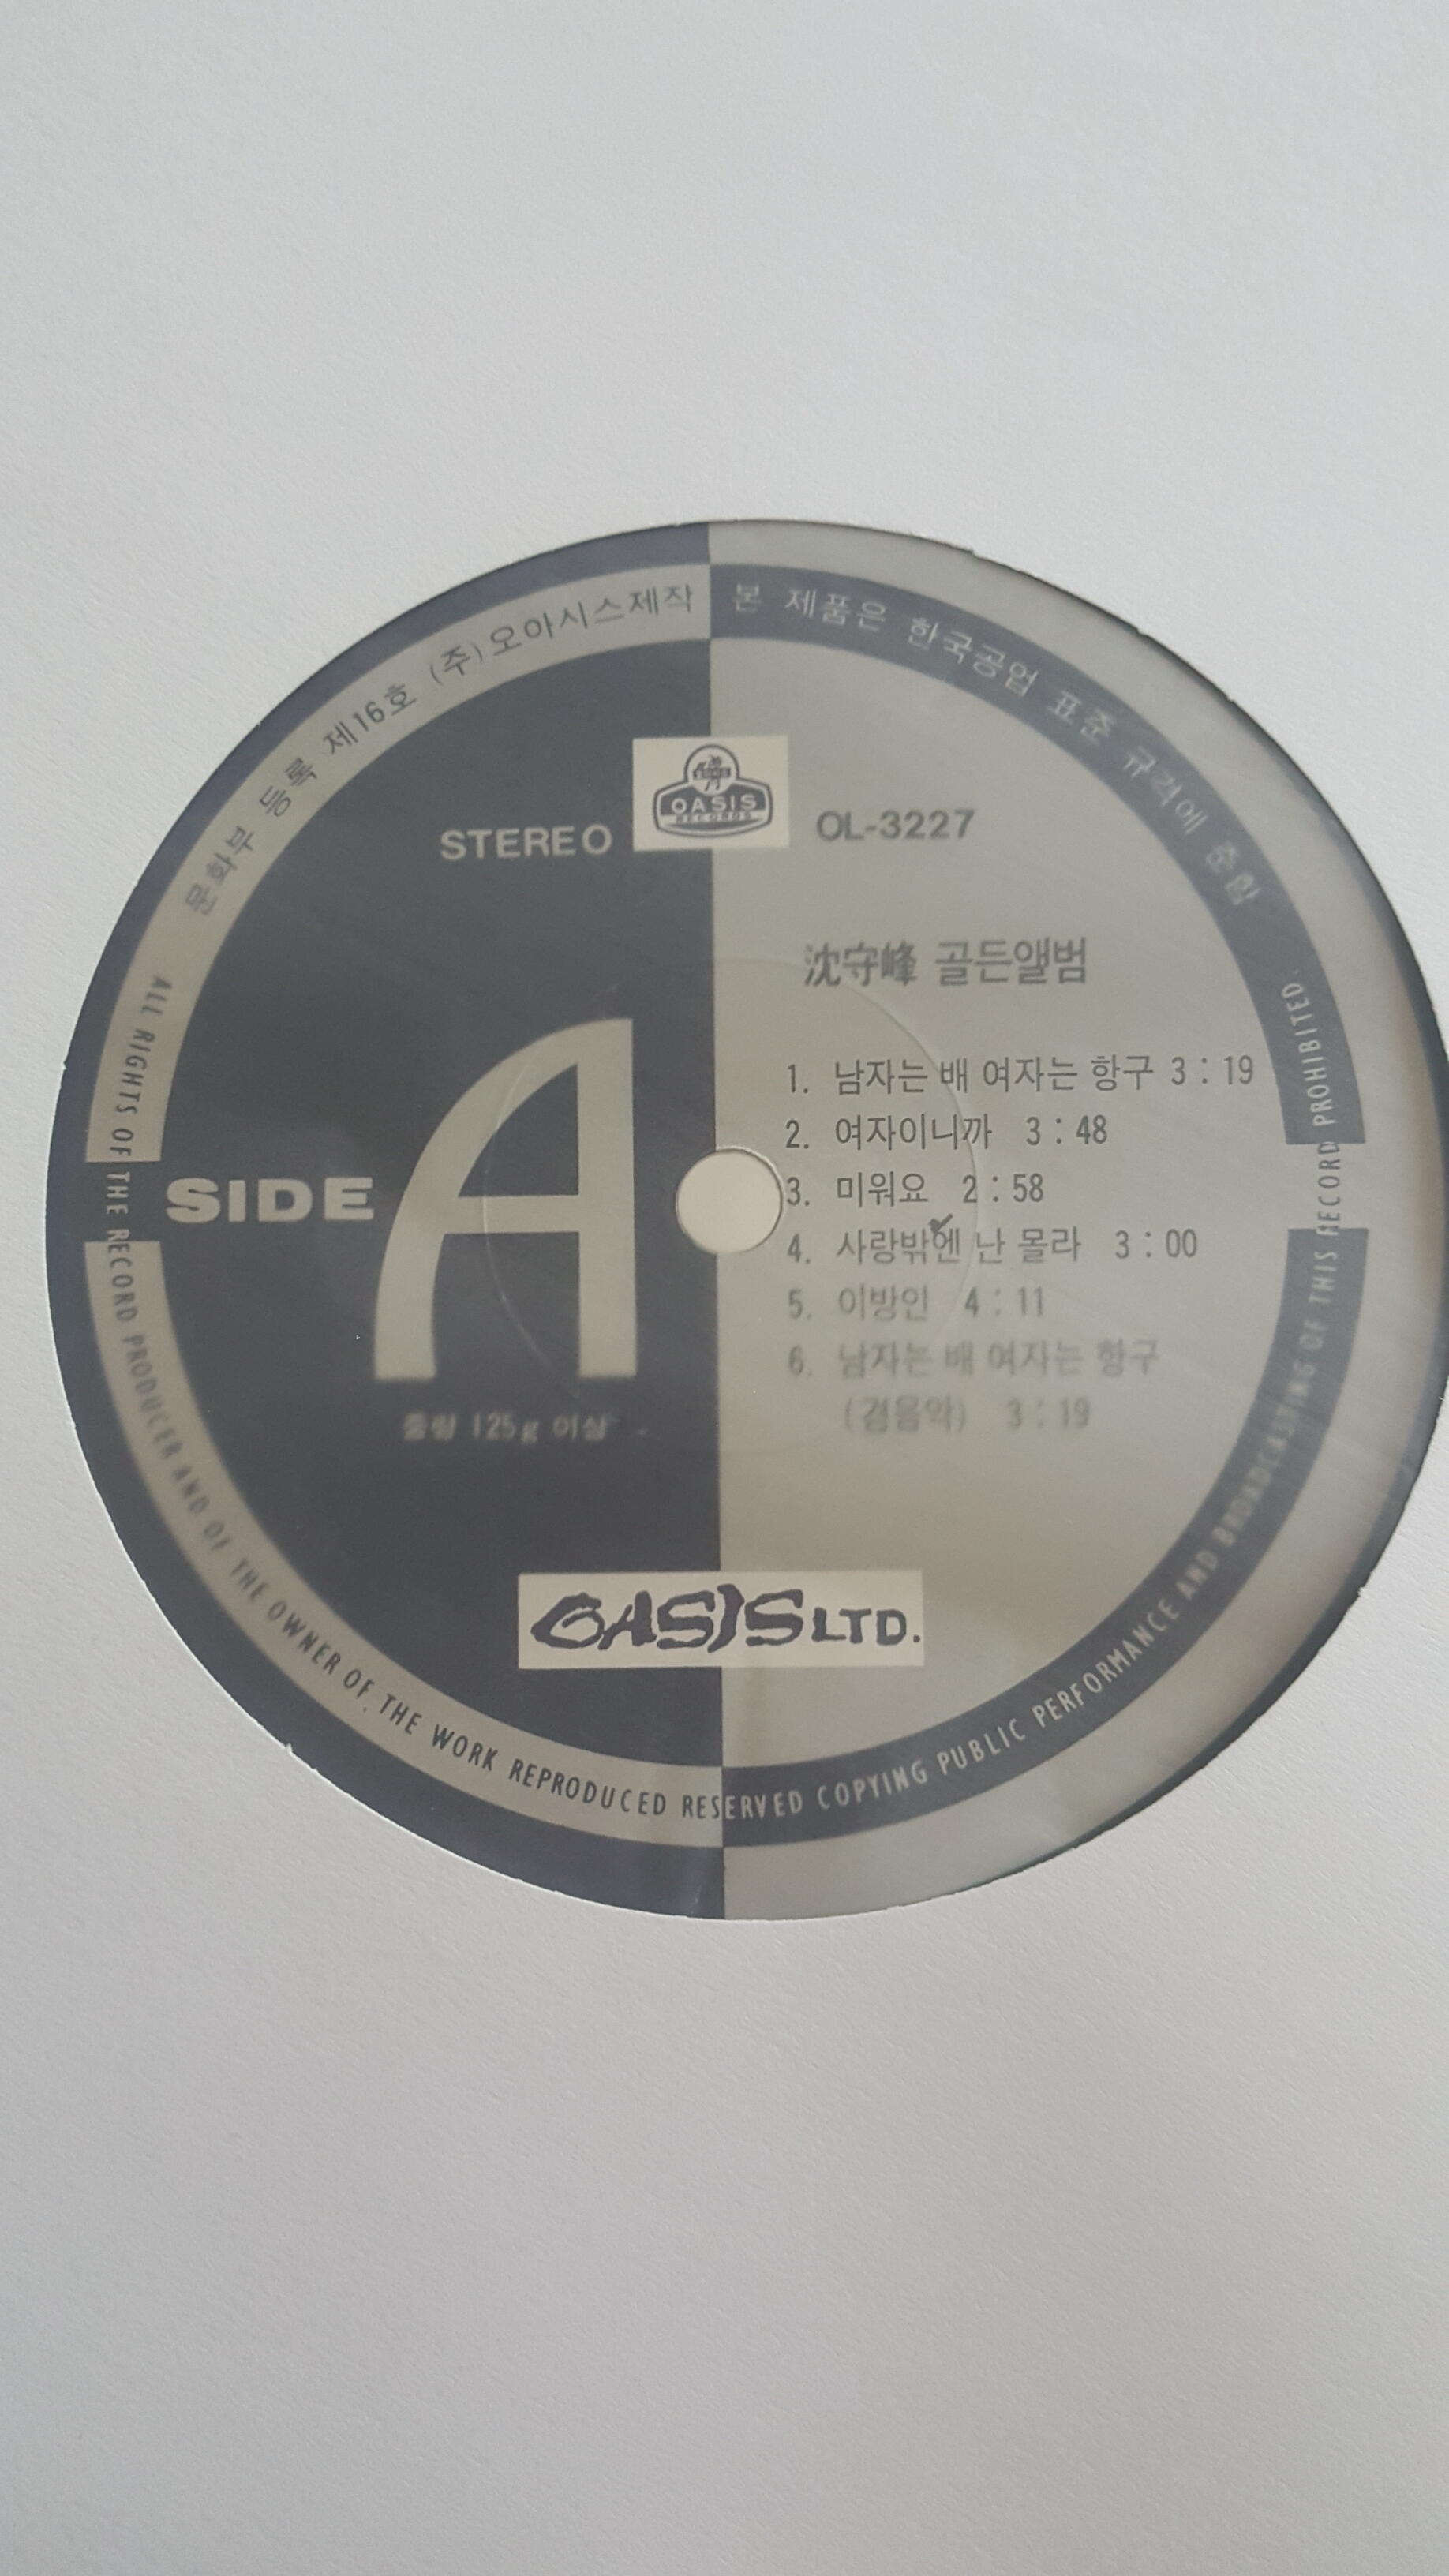 문화부 등록 제16호 (주)오아시스제작 본 제품은 한국공업 표준 규격에 준함
OASIS
RECORDS
STEREO
OL-3227
沈守峰 골든앨범
1. 남자는 배 여자는 항구 3:19
2. 여자이니까 3:48
3. 미워요 2:58
4. 사랑밖엔 난 몰라 3:00
5. 이방인 4:11
6. 남자는 배 여자는 항구
(경음악) 3:19
SIDE A
중량 125g 이상
OASIS LTD.
ALL RIGHTS OF THE RECORD PRODUCER AND OF THE OWNER OF THE WORK REPRODUCED RESERVED COPYING PUBLIC PERFORMANCE AND BROADCASTING OF THIS RECORD PROHIBITED.